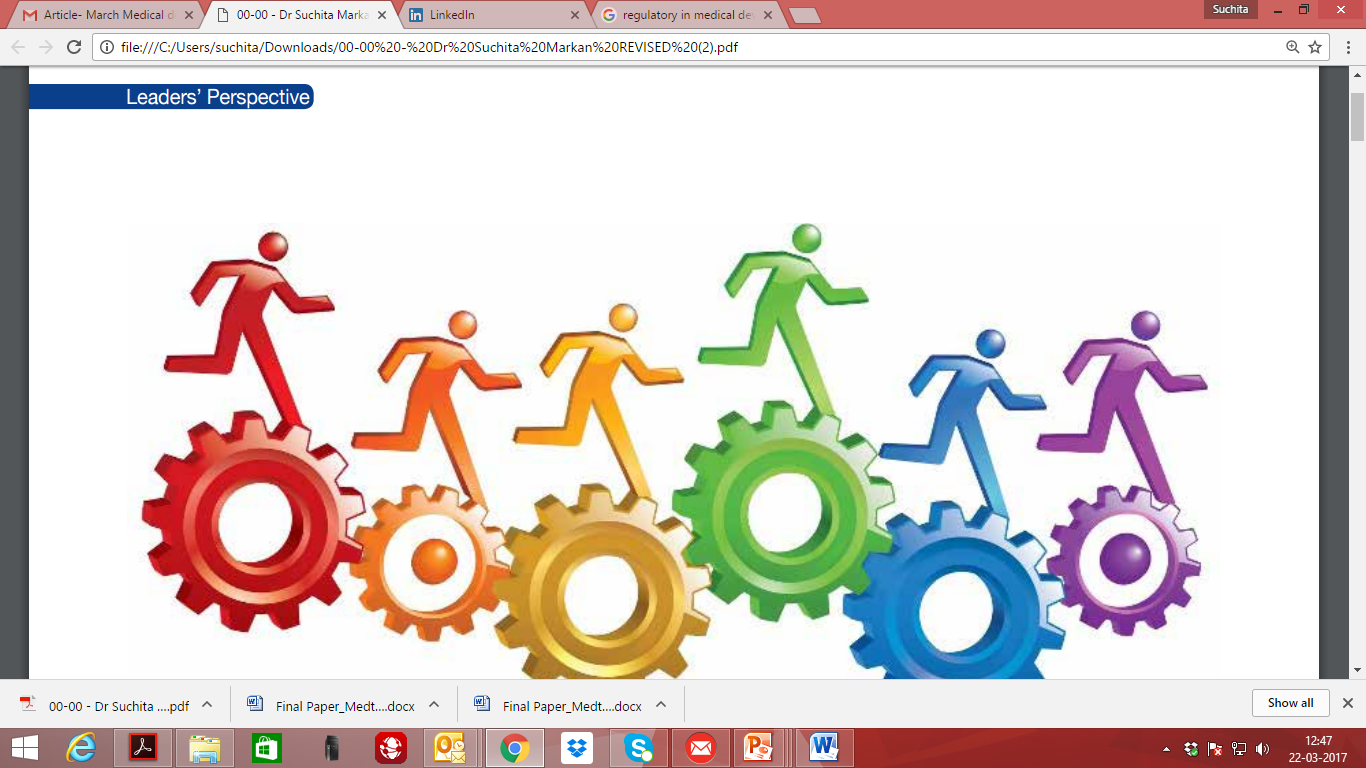 Article- March Medical d
00-00 - Dr Suchita Marka
LinkedIn
regulatory in medical de
Suchita
file:///C:/Users/suchita/Downloads/00-00%20-%20Dr%20Suchita%20Markan%20REVISED%20(2).pdf
Leaders' Perspective
00-00 - Dr Suchita ....pdf
Final Paper_Medt....docx
Final Paper_Medt....docx
Show all
12:47
22-03-2017